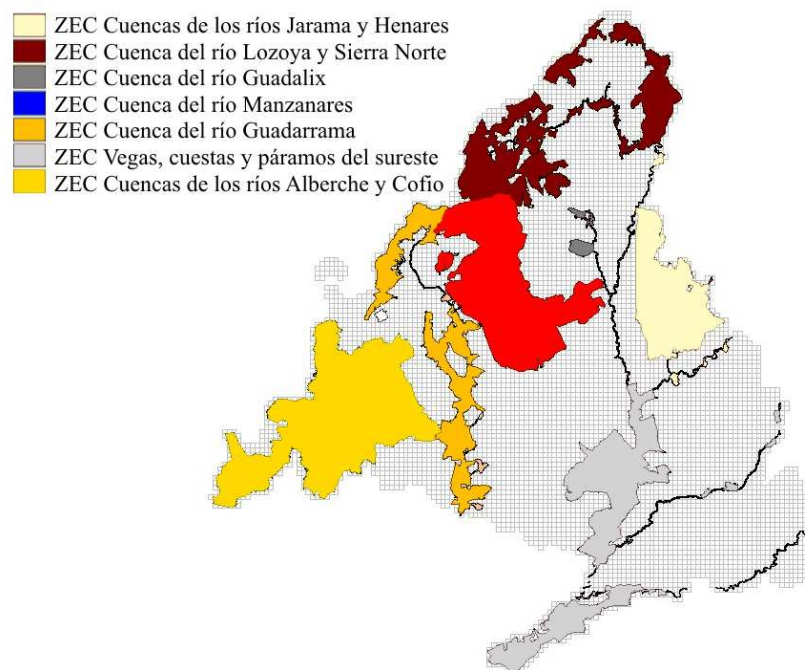 ZEC Cuencas de los ríos Jarama y Henares
ZEC Cuenca del río Lozoya y Sierra Norte
ZEC Cuenca del río Guadalix
ZEC Cuenca del río Manzanares
ZEC Cuenca del río Guadarrama
ZEC Vegas, cuestas y páramos del sureste
ZEC Cuencas de los ríos Alberche y Cofio